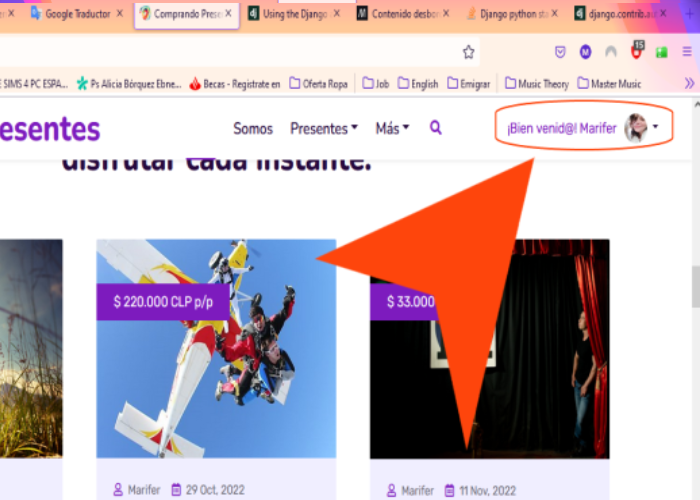 Google Traductor
Comprando Prese
Using the Django
Contenido desbor
Django python st
django.contrib.au
15
SIMS 4 PC ESPA...
Ps Alicia Bórquez Ebne...
Becas - Registrate en
Oferta Ropa
Job
English
Emigrar
Music Theory
Master Music
esentes
Somos
Presentes
Más
¡Bien venid@! Marifer
disfrutar cada instante.
$ 220.000 CLP p/p
$ 33.000
Marifer
29 Oct, 2022
Marifer
11 Nov, 2022